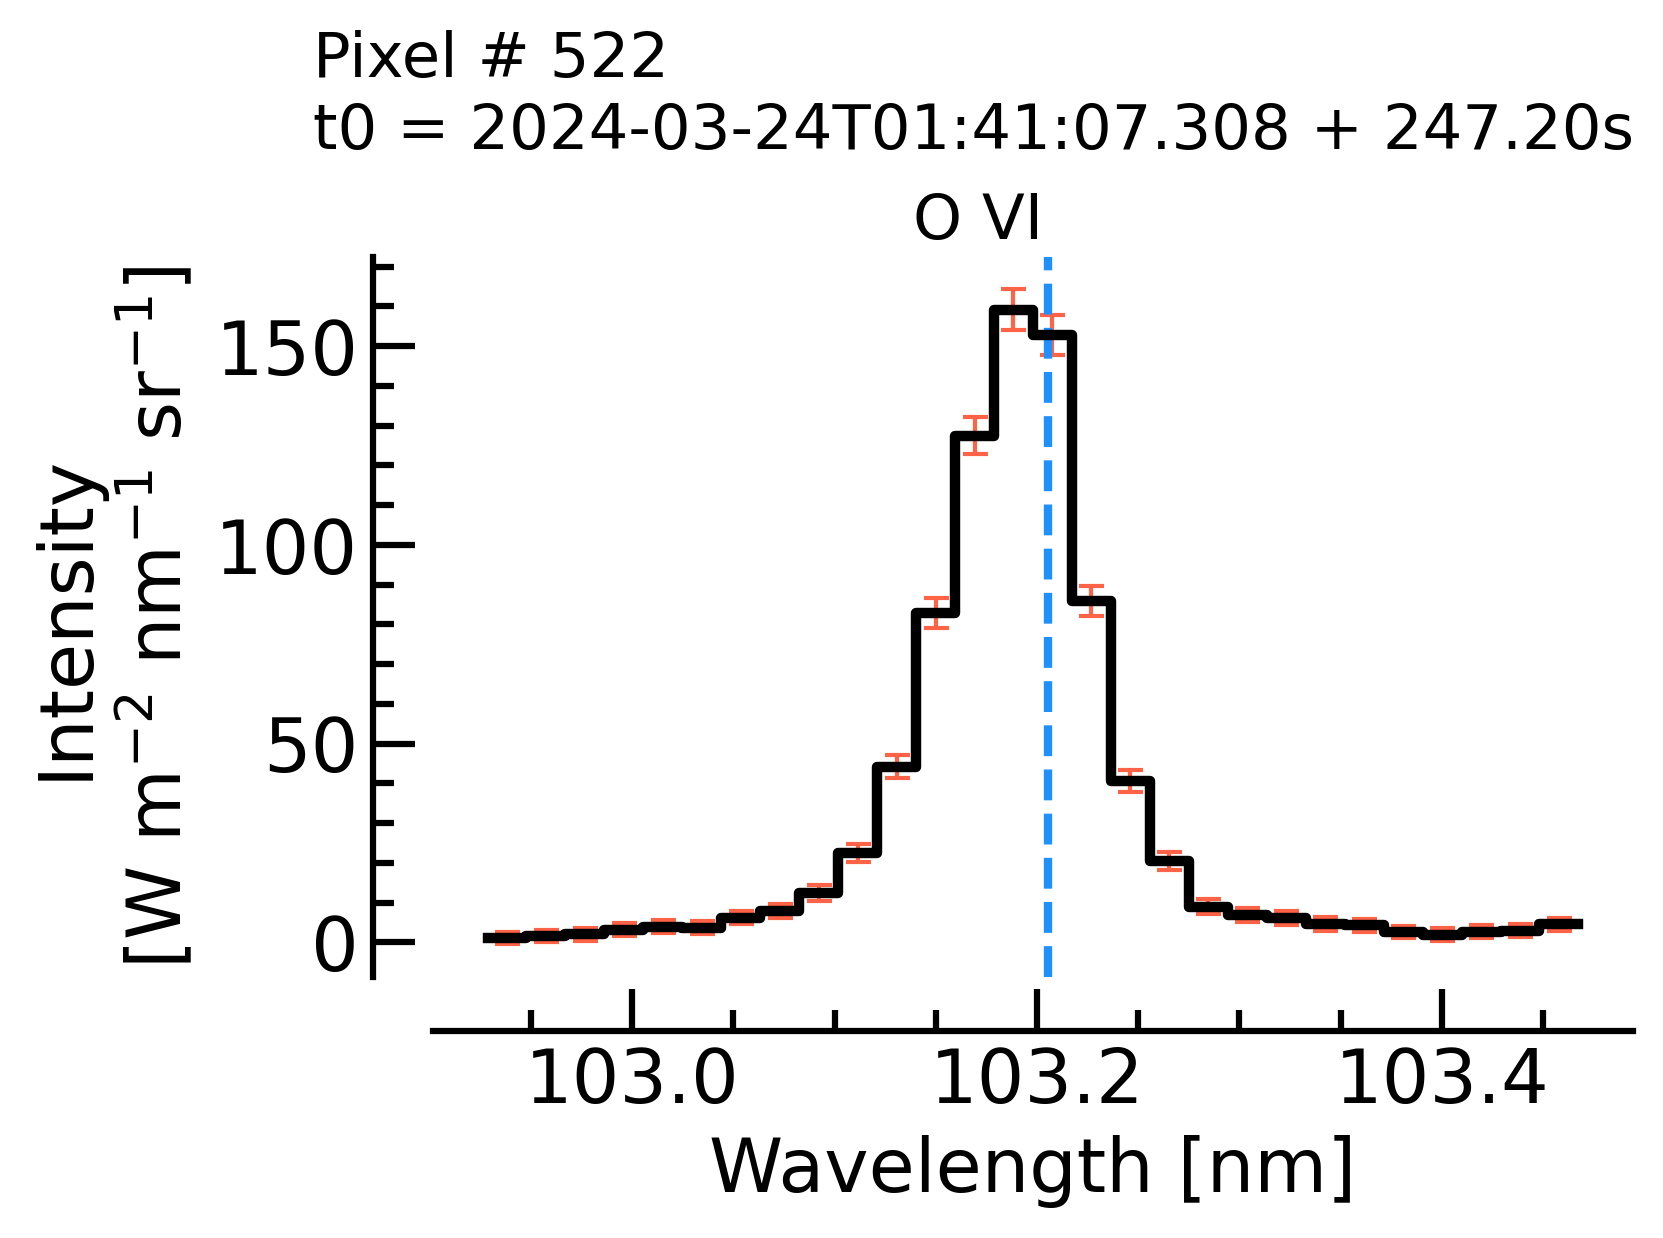 Pixel # 522
t0 = 2024-03-24T01:41:07.308 + 247.20s
O VI
Intensity
[W m⁻² nm⁻¹ sr⁻¹]
150
100
50
0
103.0 103.2 103.4
Wavelength [nm]